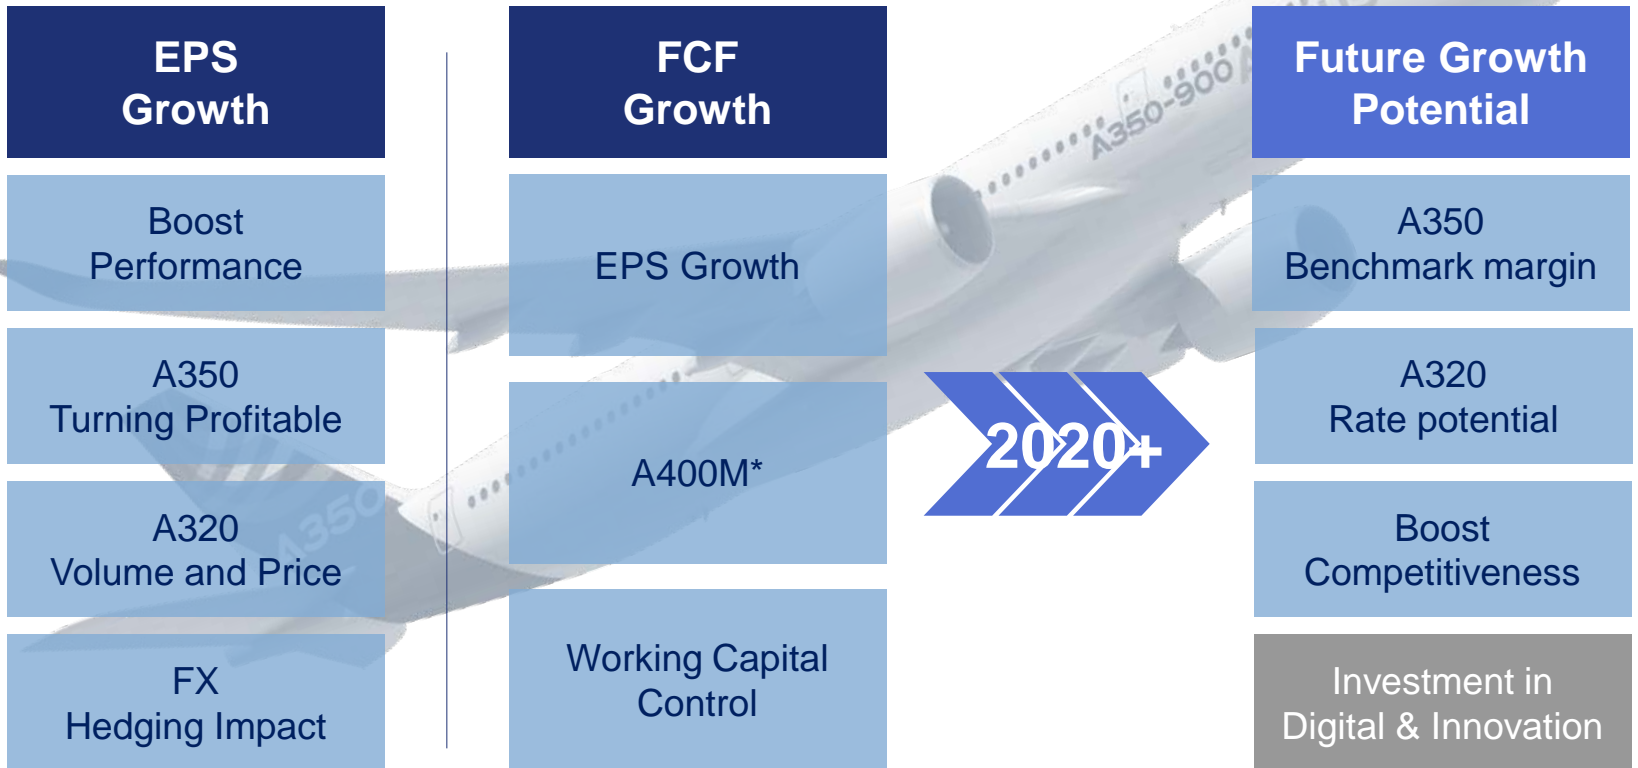 EPS
Growth
Boost
Performance
A350
Turning Profitable
A320
Volume and Price
FX
Hedging Impact
FCF
Growth
EPS Growth
A400M*
Working Capital
Control
2020+
Future Growth
Potential
A350
Benchmark margin
A320
Rate potential
Boost
Competitiveness
Investment in
Digital & Innovation
A350-900
A350